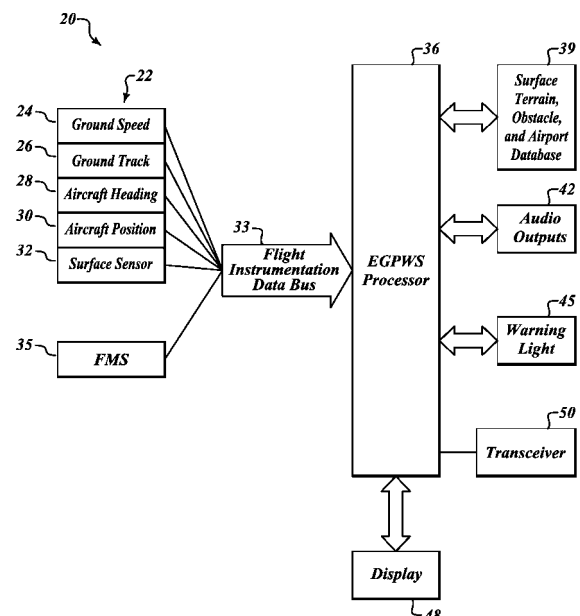 20
22
24
Ground Speed
26
Ground Track
28
Aircraft Heading
30
Aircraft Position
32
Surface Sensor
35
FMS
33
Flight
Instrumentation
Data Bus
36
EGPWS
Processor
39
Surface
Terrain,
Obstacle,
and Airport
Database
42
Audio
Outputs
45
Warning
Light
50
Transceiver
Display
48